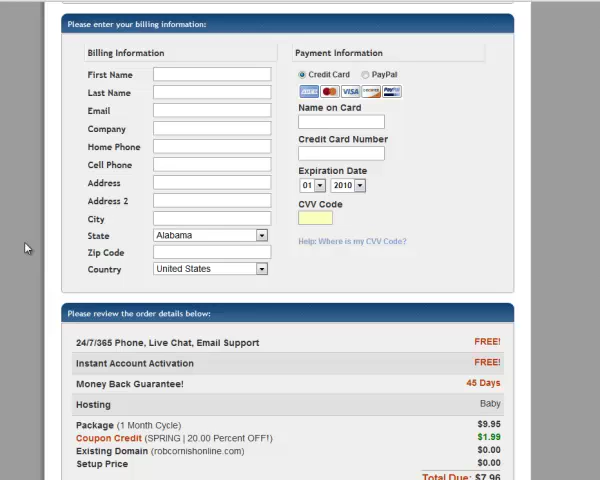 Please enter your billing information:
Billing Information
First Name
Last Name
Email
Company
Home Phone
Cell Phone
Address
Address 2
City
State Alabama
Zip Code
Country United States
Payment Information
Credit Card PayPal
VISA
Name on Card
Credit Card Number
Expiration Date
01 2010
CVV Code
Help: Where is my CVV Code?
Please review the order details below:
24/7/365 Phone, Live Chat, Email Support FREE!
Instant Account Activation FREE!
Money Back Guarantee! 45 Days
Hosting Baby
Package (1 Month Cycle) $9.95
Coupon Credit (SPRING | 20.00 Percent OFF!) $1.99
Existing Domain (robcornishonline.com) $0.00
Setup Price $0.00
Total Due: $7.96